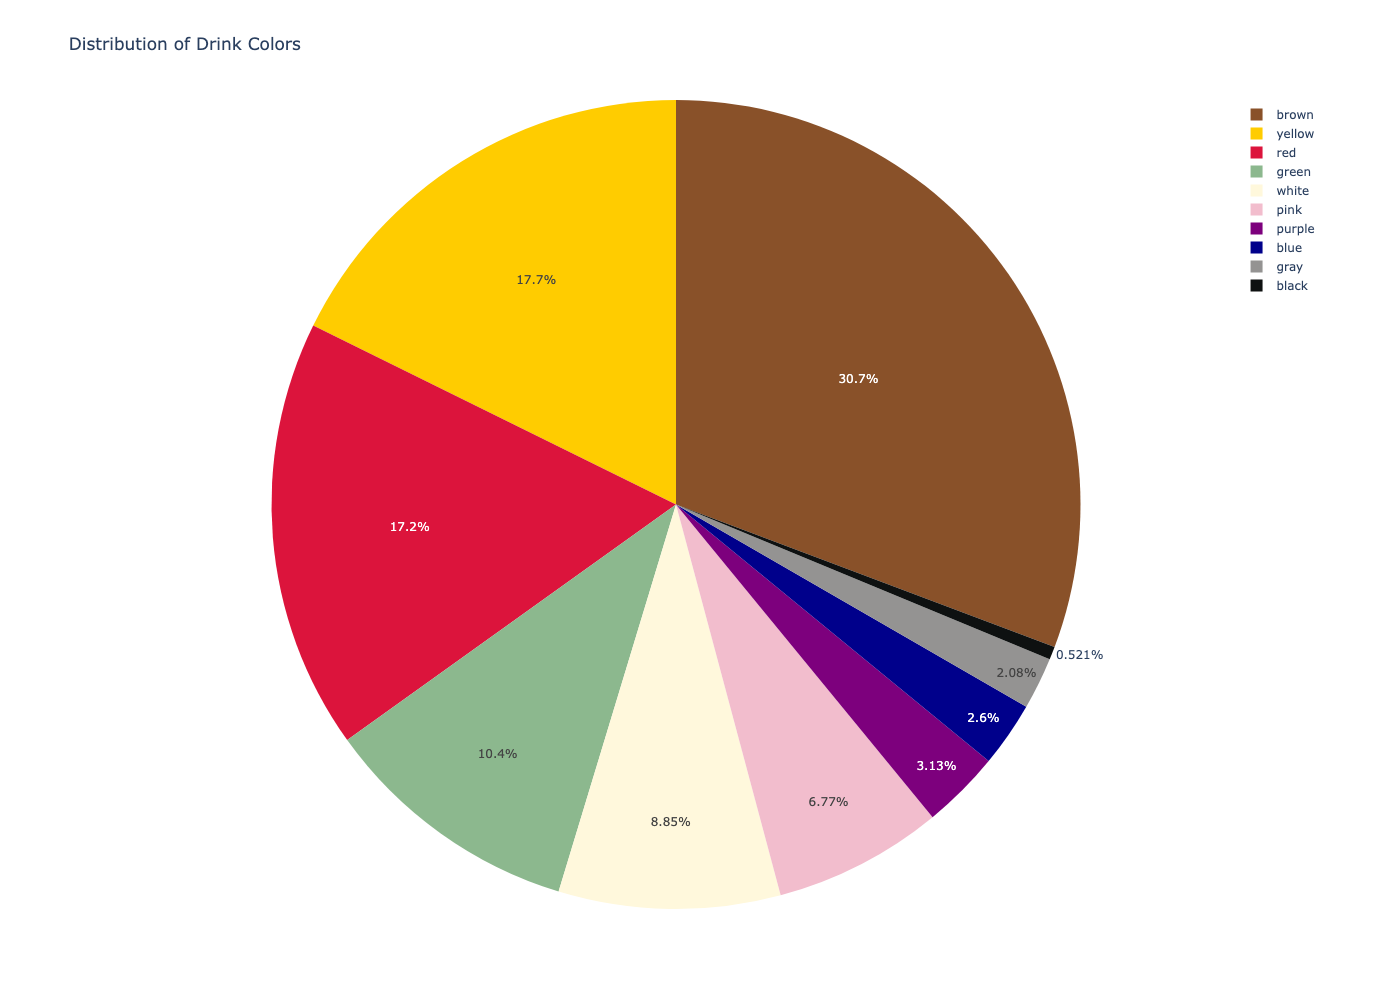 Distribution of Drink Colors
brown
yellow
red
green
white
pink
purple
blue
gray
black
17.7%
30.7%
17.2%
0.521%
2.08%
2.6%
10.4%
3.13%
6.77%
8.85%